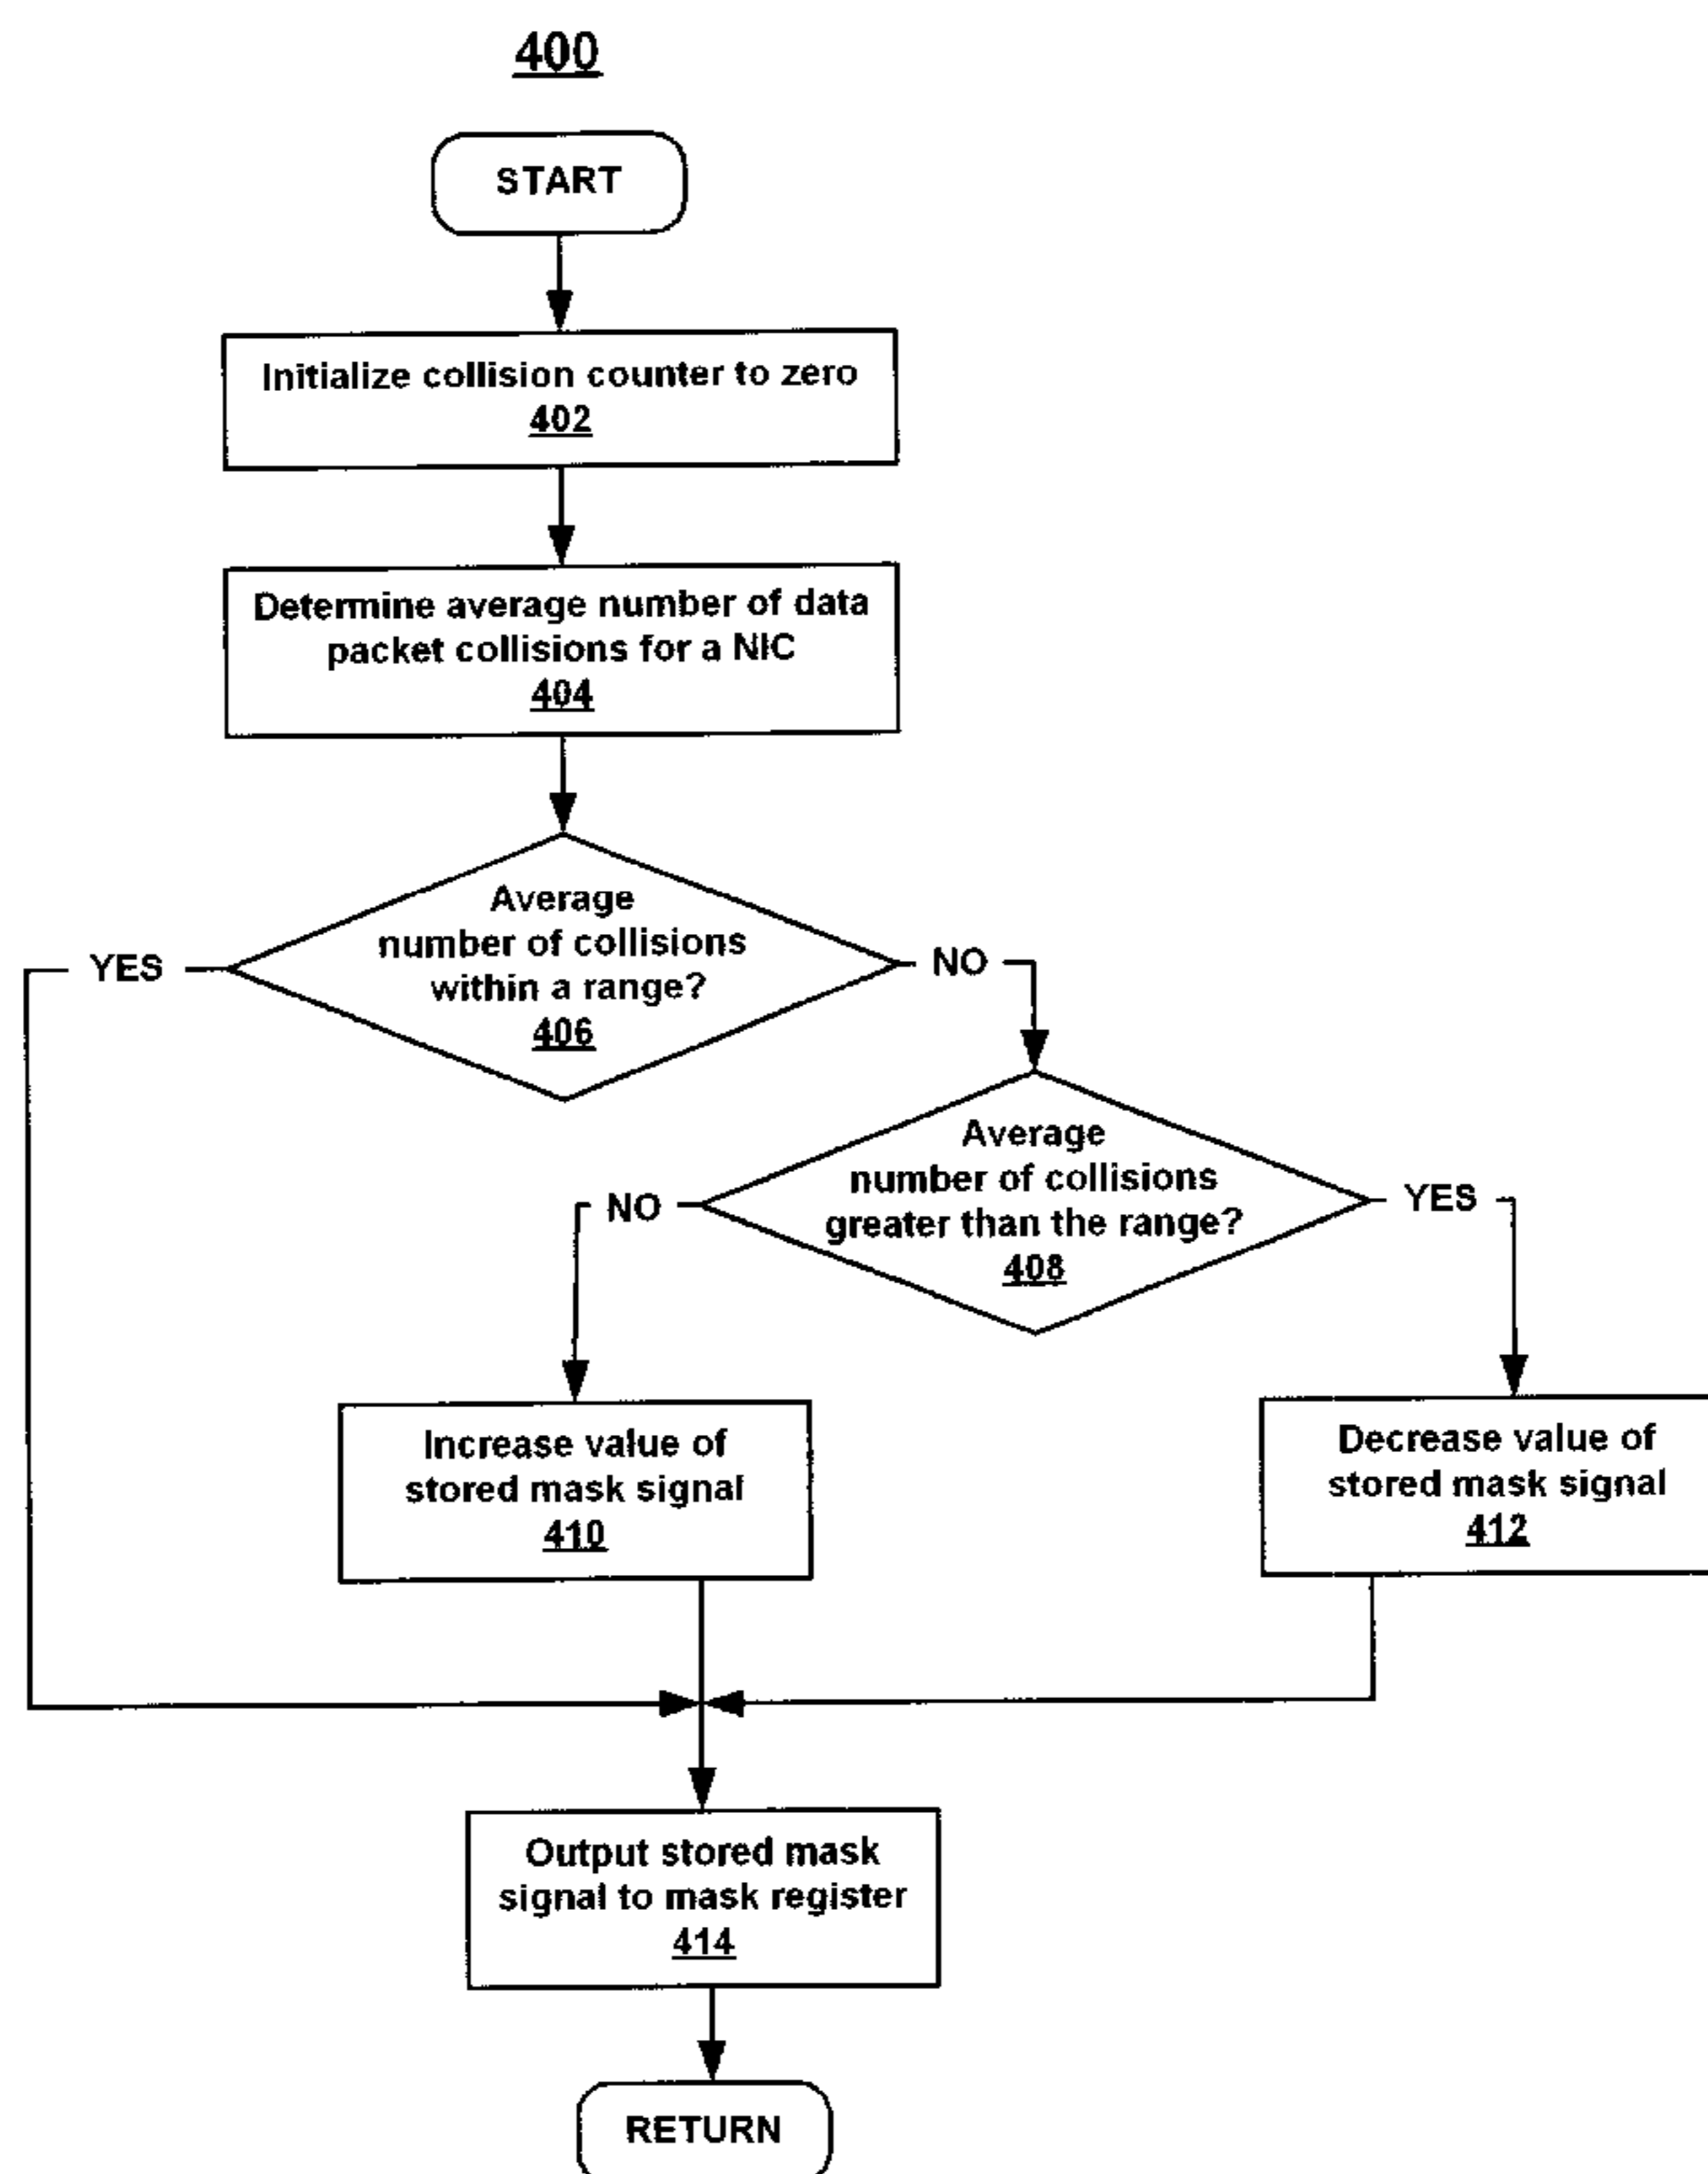 400
START
Initialize collision counter to zero
402
Determine average number of data
packet collisions for a NIC
404
Average
number of collisions
within a range?
406
YES
NO
Average
number of collisions
greater than the range?
408
NO
YES
Increase value of
stored mask signal
410
Decrease value of
stored mask signal
412
Output stored mask
signal to mask register
414
RETURN